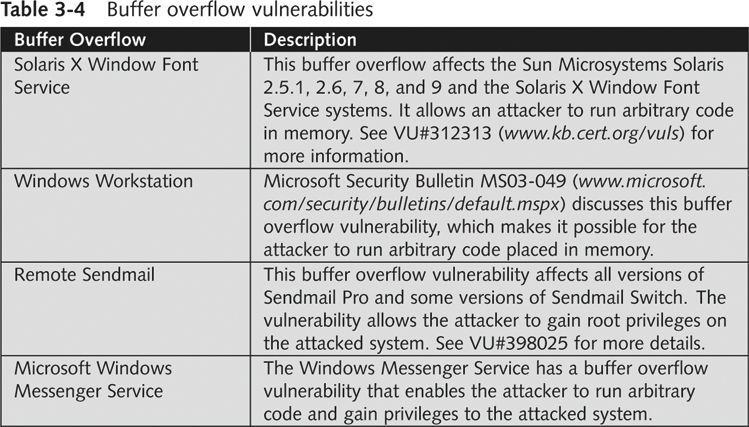 Table 3-4 Buffer overflow vulnerabilities
Buffer Overflow Description
Solaris X Window Font This buffer overflow affects the Sun Microsystems Solaris
Service 2.5.1, 2.6, 7, 8, and 9 and the Solaris X Window Font
Service systems. It allows an attacker to run arbitrary code
in memory. See VU#312313 (www.kb.cert.org/vuls) for
more information.
Windows Workstation Microsoft Security Bulletin MS03-049 (www.microsoft.
com/security/bulletins/default.mspx) discusses this buffer
overflow vulnerability, which makes it possible for the
attacker to run arbitrary code placed in memory.
Remote Sendmail This buffer overflow vulnerability affects all versions of
Sendmail Pro and some versions of Sendmail Switch. The
vulnerability allows the attacker to gain root privileges on
the attacked system. See VU#398025 for more details.
Microsoft Windows The Windows Messenger Service has a buffer overflow
Messenger Service vulnerability that enables the attacker to run arbitrary
code and gain privileges to the attacked system.